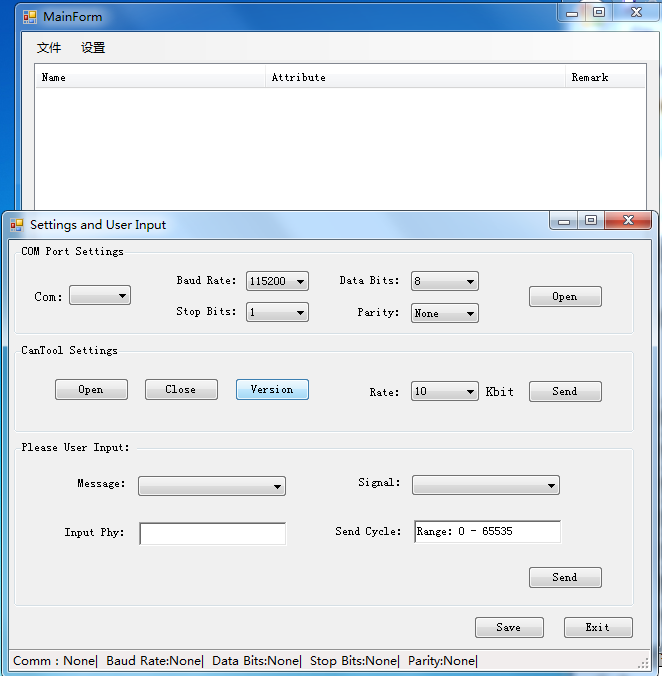 MainForm
文件 设置
Name Attribute Remark
Settings and User Input
COM Port Settings
Com: Baud Rate: 115200 Data Bits: 8 Open
Stop Bits: 1 Parity: None
CanTool Settings
Open Close Version Rate: 10 Kbit Send
Please User Input:
Message: Signal:
Input Phy: Send Cycle: Range: 0 - 65535
Send
Save Exit
Comm : None| Baud Rate:None| Data Bits:None| Stop Bits:None| Parity:None|